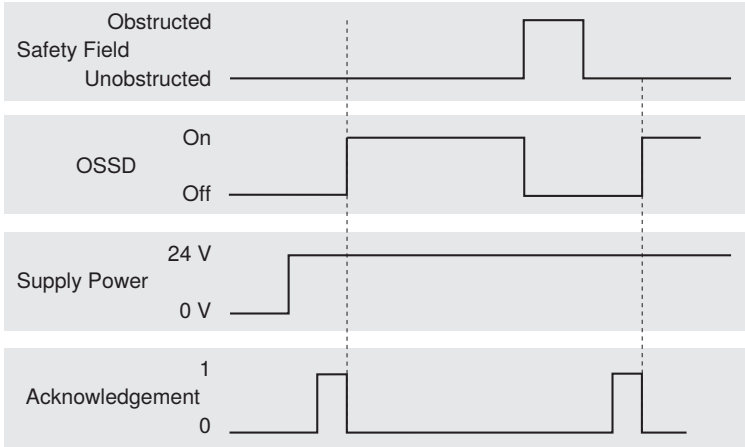 Obstructed
Safety Field
Unobstructed
On
OSSD
Off
24 V
Supply Power
0 V
1
Acknowledgement
0